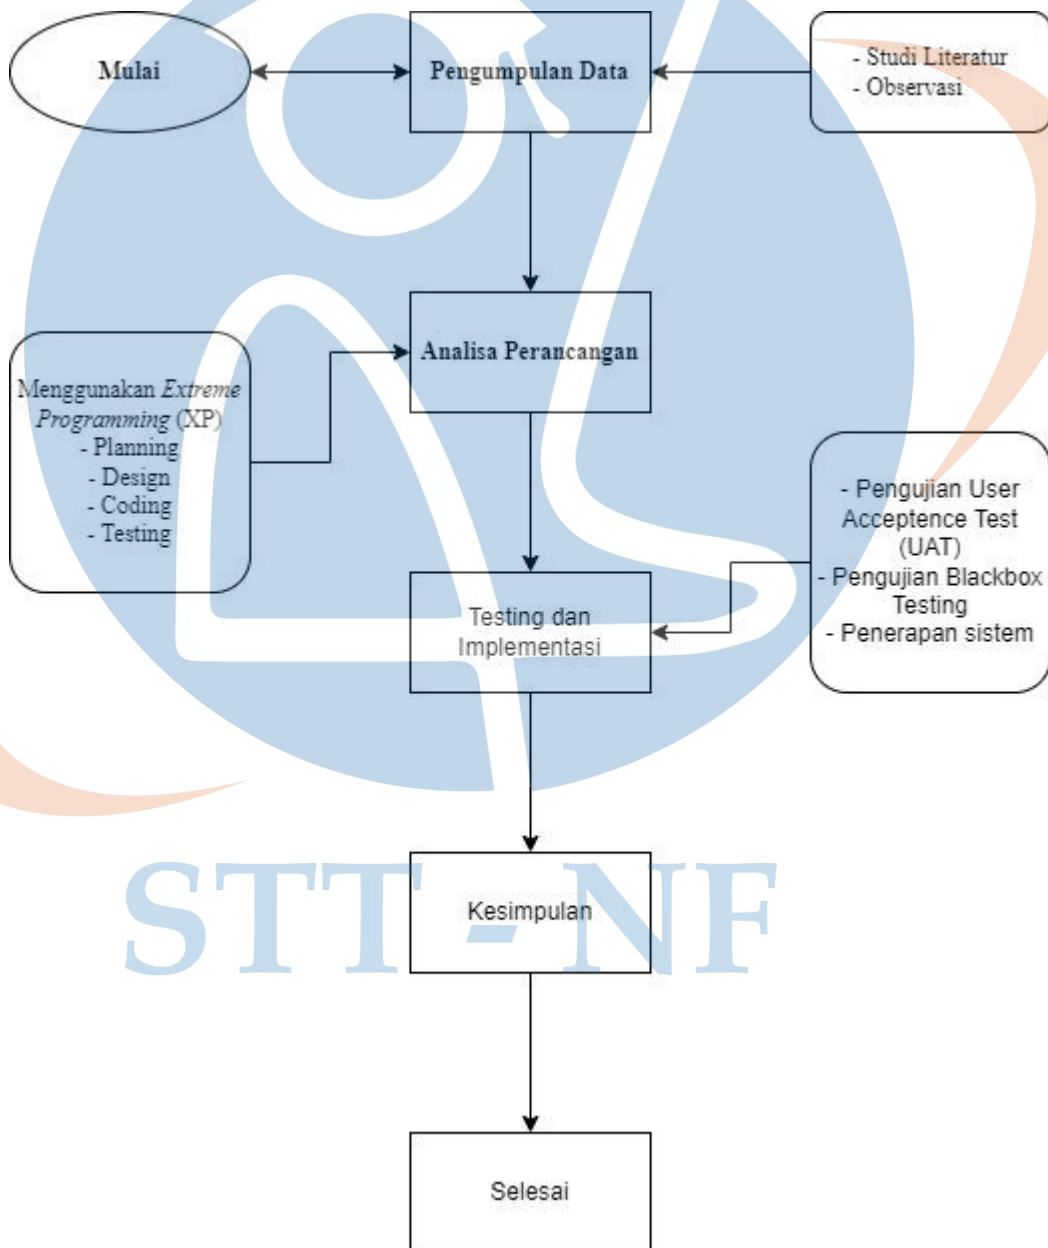 Mulai
Pengumpulan Data
- Studi Literatur
- Observasi
Analisa Perancangan
Menggunakan Extreme
Programming (XP)
- Planning
- Design
- Coding
- Testing
- Pengujian User
Acceptence Test
(UAT)
- Pengujian Blackbox
Testing
- Penerapan sistem
Testing dan
Implementasi
STT - NF
Kesimpulan
Selesai